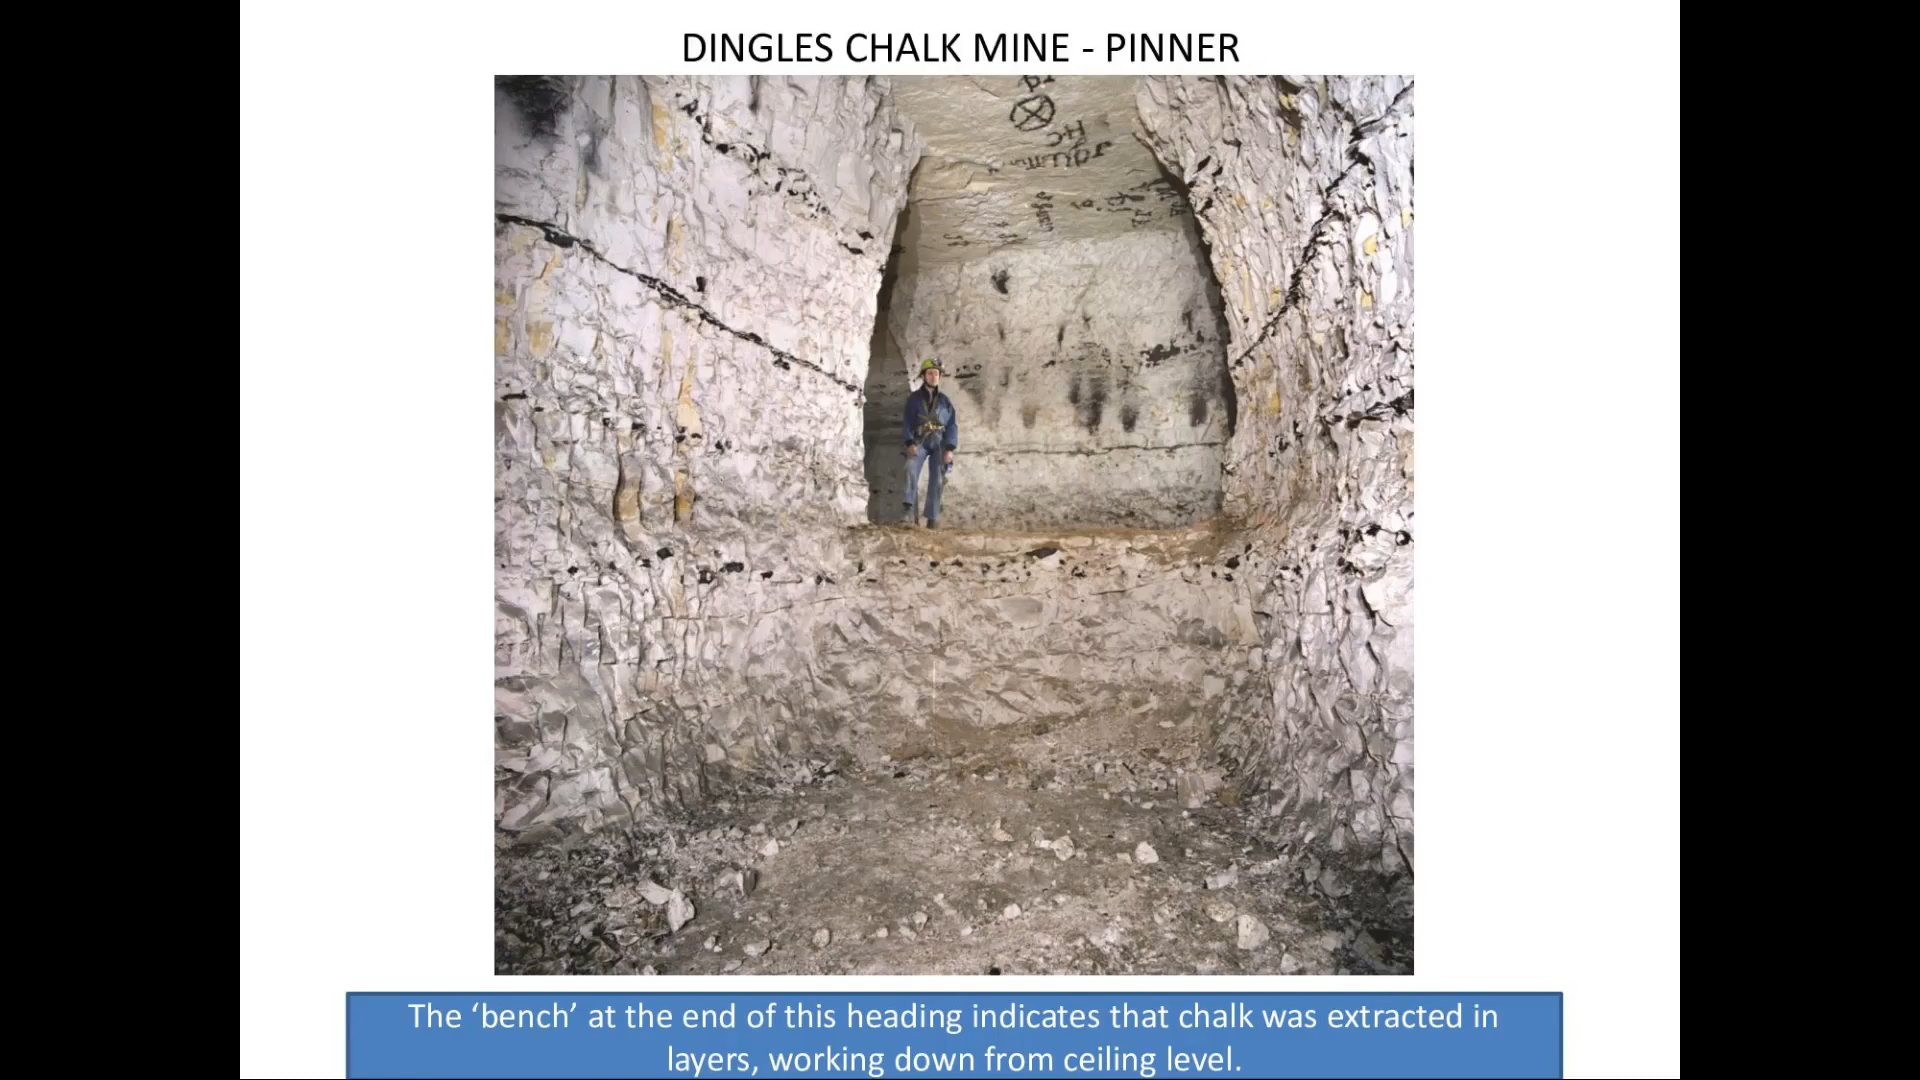 DINGLES CHALK MINE - PINNER
The ‘bench’ at the end of this heading indicates that chalk was extracted in
layers, working down from ceiling level.